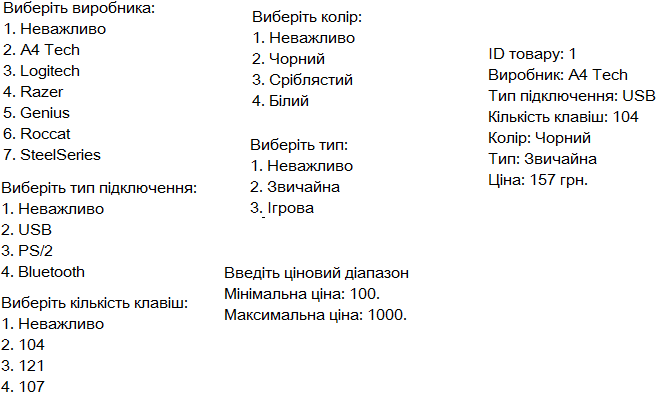 Виберіть виробника:
1. Неважливо
2. A4 Tech
3. Logitech
4. Razer
5. Genius
6. Roccat
7. SteelSeries
Виберіть тип підключення:
1. Неважливо
2. USB
3. PS/2
4. Bluetooth
Виберіть кількість клавіш:
1. Неважливо
2. 104
3. 121
4. 107
Виберіть колір:
1. Неважливо
2. Чорний
3. Сріблястий
4. Білий
Виберіть тип:
1. Неважливо
2. Звичайна
3. Ігрова
Введіть ціновий діапазон
Мінімальна ціна: 100.
Максимальна ціна: 1000.
ID товару: 1
Виробник: A4 Tech
Тип підключення: USB
Кількість клавіш: 104
Колір: Чорний
Тип: Звичайна
Ціна: 157 грн.